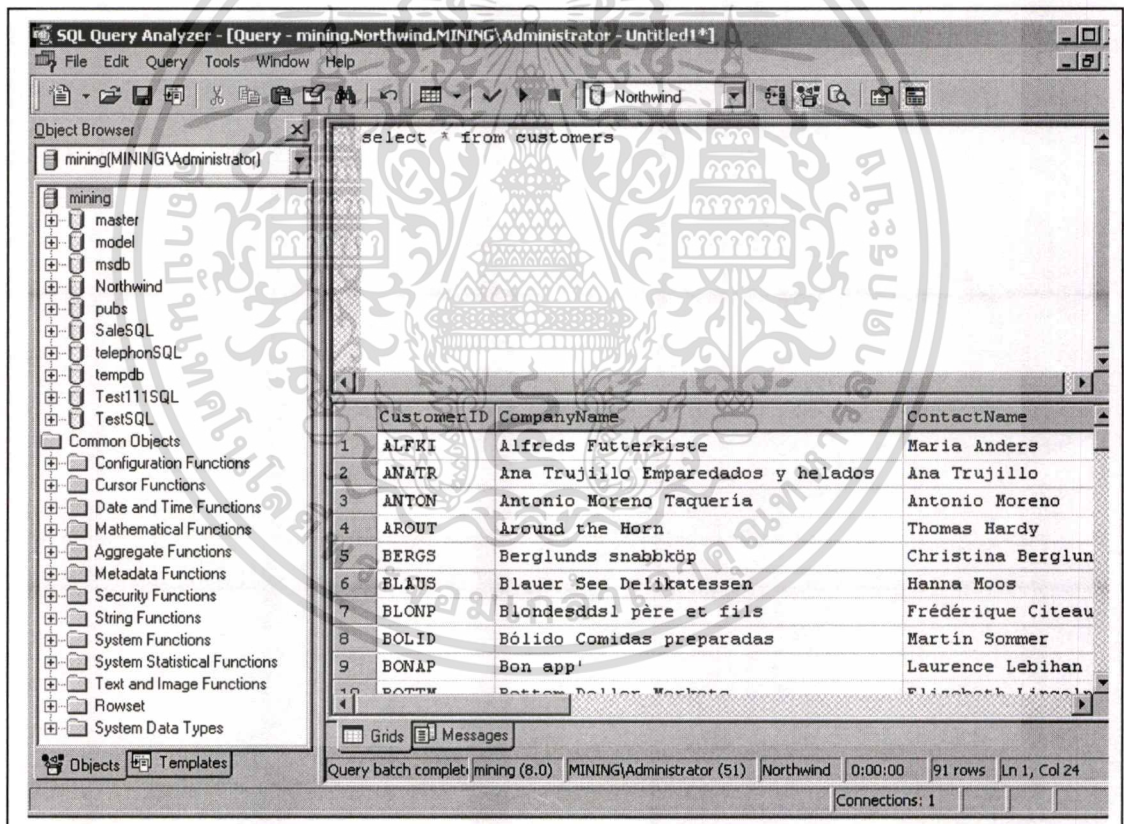 SQL Query Analyzer - [Query - mining.Northwind.MINING\Administrator - Untitled1*]
File Edit Query Tools Window Help
Northwind
Object Browser
mining(MINING\Administrator)
mining
master
model
msdb
Northwind
pubs
SaleSQL
telephonSQL
tempdb
Test111SQL
TestSQL
Common Objects
Configuration Functions
Cursor Functions
Date and Time Functions
Mathematical Functions
Aggregate Functions
Metadata Functions
Security Functions
String Functions
System Functions
System Statistical Functions
Text and Image Functions
Rowset
System Data Types
Objects Templates
select * from customers
CustomerID CompanyName ContactName
1 ALFKI Alfreds Futterkiste Maria Anders
2 ANATR Ana Trujillo Emparedados y helados Ana Trujillo
3 ANTON Antonio Moreno Taquería Antonio Moreno
4 AROUT Around the Horn Thomas Hardy
5 BERGS Berglunds snabbköp Christina Berglun
6 BLAUS Blauer See Delikatessen Hanna Moos
7 BLONP Blondesddsl père et fils Frédérique Citeau
8 BOLID Bólido Comidas preparadas Martín Sommer
9 BONAP Bon app' Laurence Lebihan
Grids Messages
Query batch complet mining (8.0) MINING\Administrator (51) Northwind 0:00:00 91 rows Ln 1, Col 24
Connections: 1